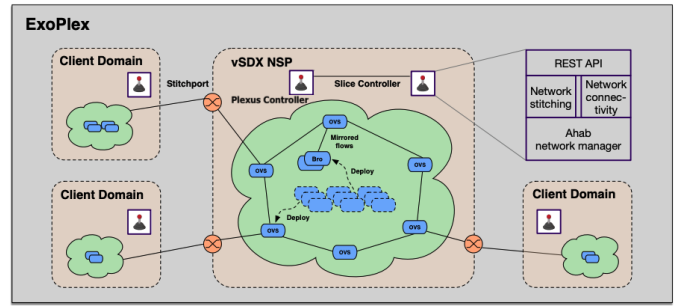 ExoPlex
Client Domain
vSDX NSP
Stitchport
Plexus Controller
Slice Controller
REST API
Network
stitching
Network
connec-
tivity
Ahab
network manager
ovs
Mirrored
flows
Bro
Deploy
ovs
ovs
Deploy
ovs
ovs
ovs
Client Domain
Client Domain